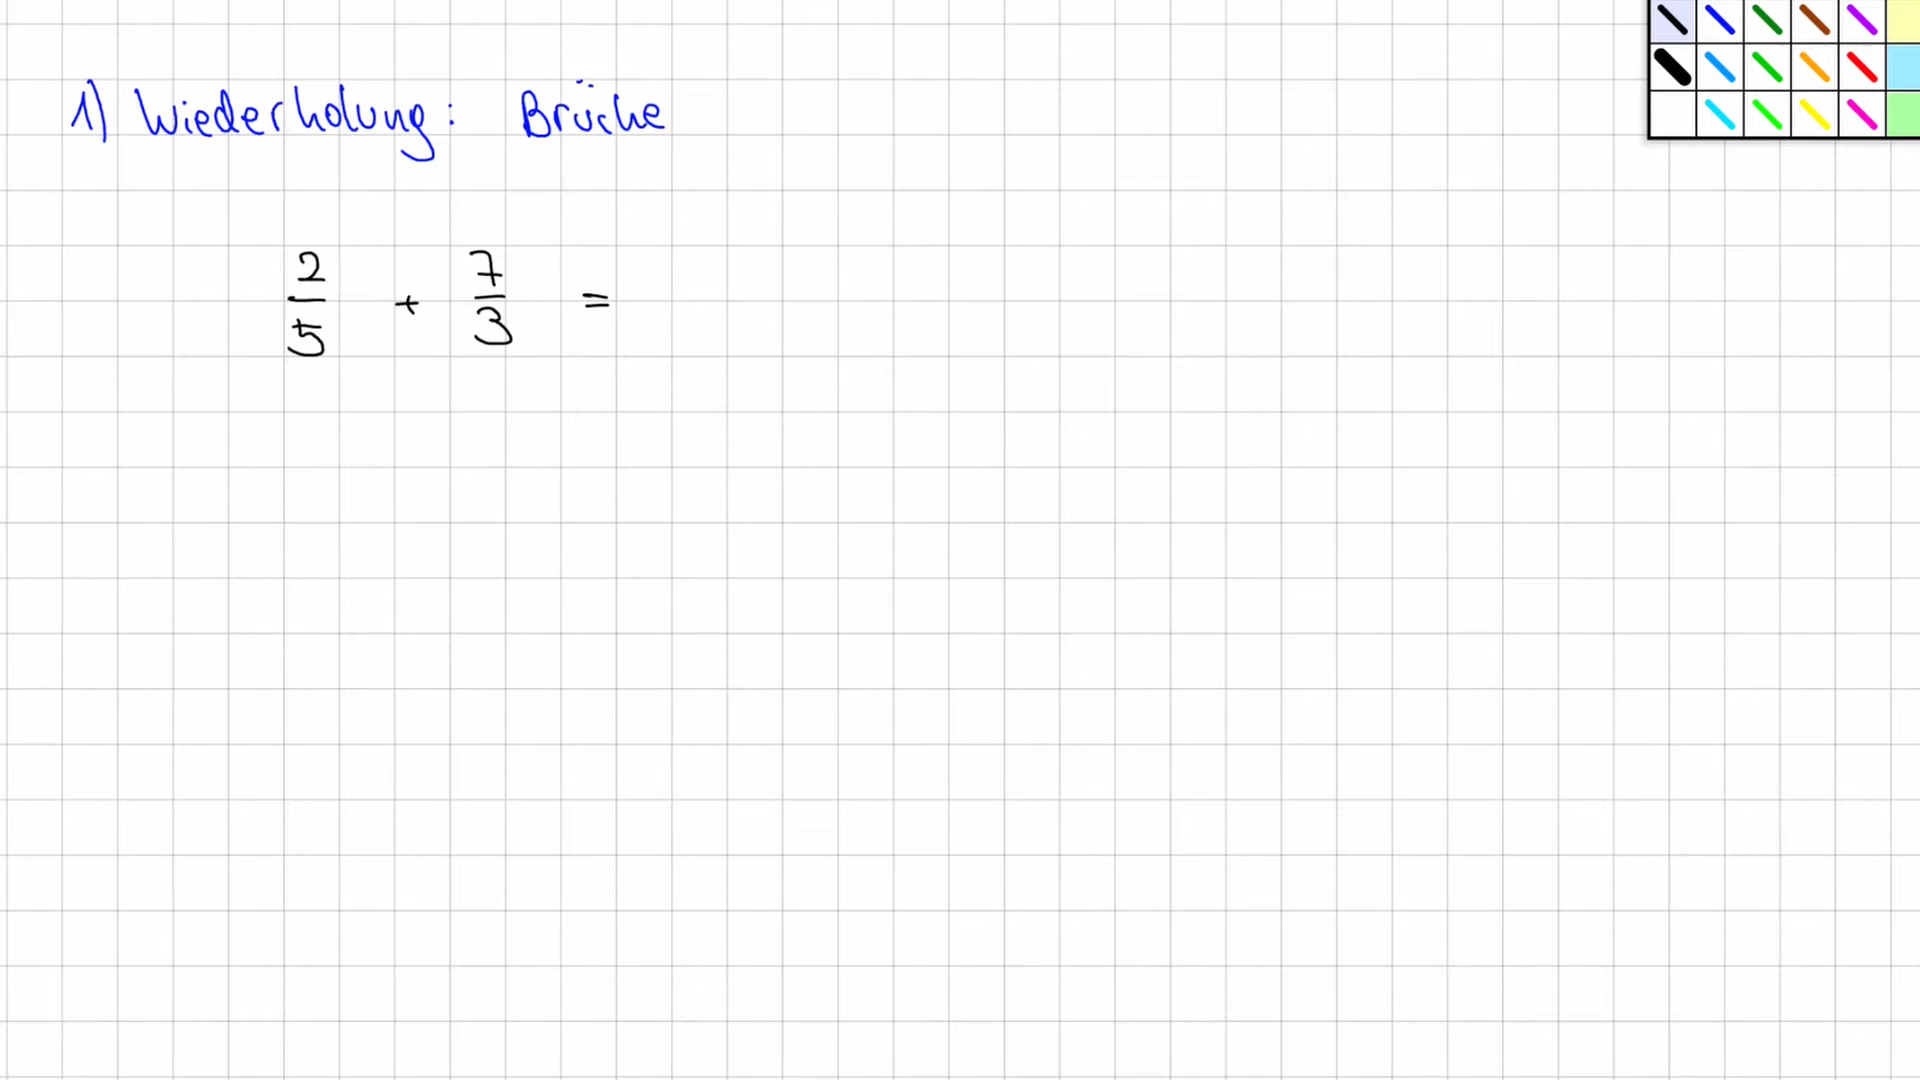 1) Wiederholung: Brüche
2/5 + 7/3 =